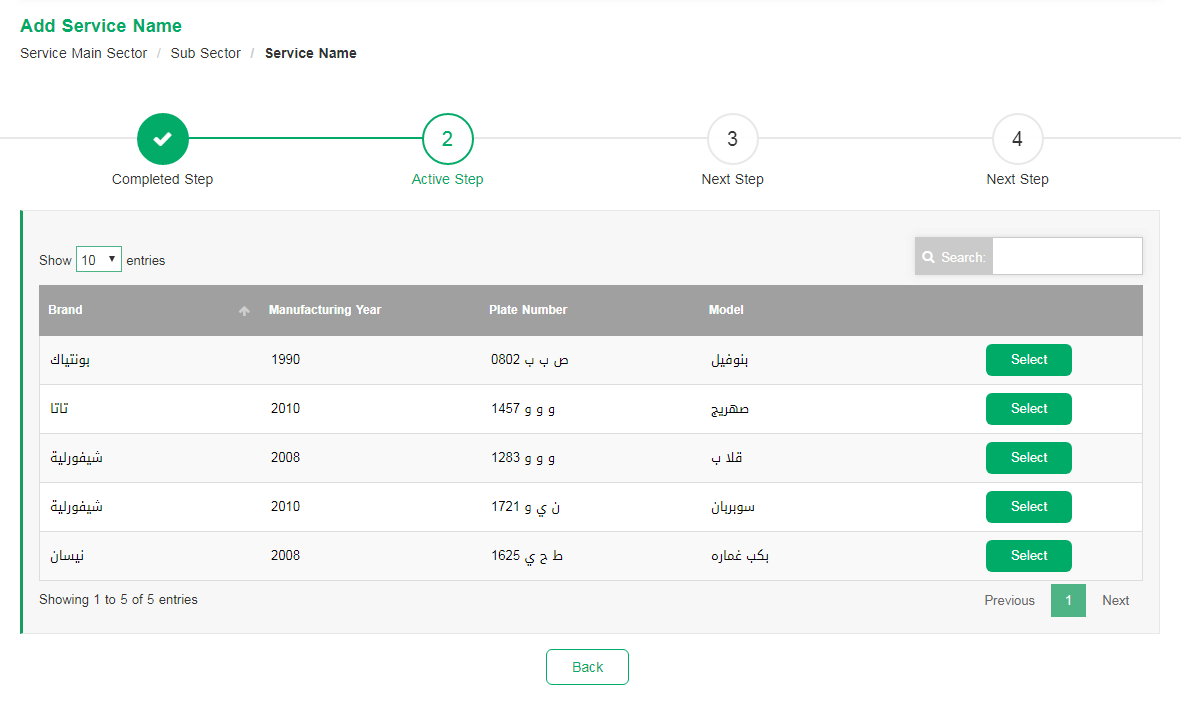 Add Service Name
Service Main Sector / Sub Sector / Service Name
2 3 4
Completed Step Active Step Next Step Next Step
Show 10 entries Search:
Brand Manufacturing Year Plate Number Model
بونتياك 1990 ص ب ب 0802 بنوفيل Select
تاتا 2010 و و و 1457 صهريج Select
شيفورلية 2008 و و و 1283 قلا ب Select
شيفورلية 2010 ن ي و 1721 سوبربان Select
نيسان 2008 ط ح ي 1625 بكب غماره Select
Showing 1 to 5 of 5 entries Previous 1 Next
Back